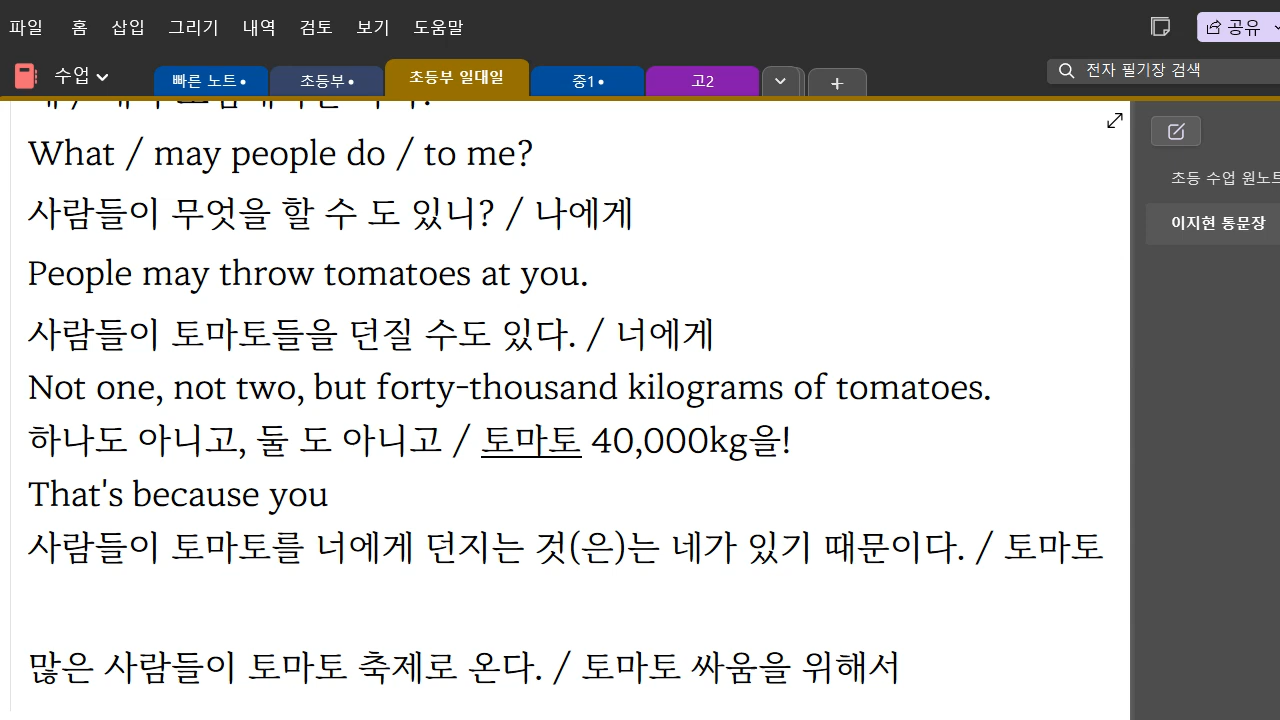 파일 홈 삽입 그리기 내역 검토 보기 도움말 공유
수업 빠른 노트 초등부 초등부 일대일 중1 고2 + 전자 필기장 검색
What / may people do / to me?
초등 수업 원노트
사람들이 무엇을 할 수 도 있니? / 나에게
이지현 통문장
People may throw tomatoes at you.
사람들이 토마토들을 던질 수도 있다. / 너에게
Not one, not two, but forty-thousand kilograms of tomatoes.
하나도 아니고, 둘 도 아니고 / 토마토 40,000kg을!
That's because you
사람들이 토마토를 너에게 던지는 것(은)는 네가 있기 때문이다. / 토마토
많은 사람들이 토마토 축제로 온다. / 토마토 싸움을 위해서